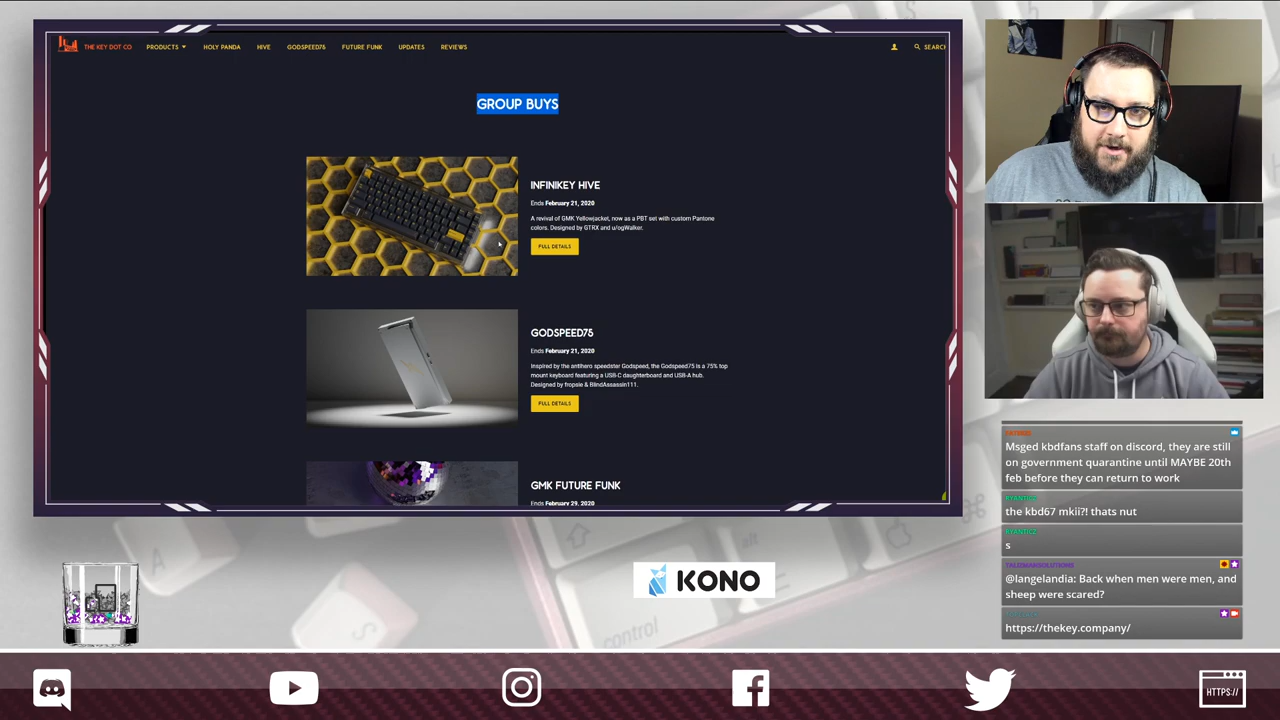 THE KEY DOT CO
PRODUCTS
HOLY PANDA
HIVE
GODSPEED75
FUTURE FUNK
UPDATES
REVIEWS
SEARCH
GROUP BUYS
INFINIKEY HIVE
Ends February 21, 2020
A revival of GMK Yellowjacket, now as a PBT set with custom Pantone
colors. Designed by GTRX and u/ogWalker.
FULL DETAILS
GODSPEED75
Ends February 21, 2020
Inspired by the antihero speedster Godspeed, the Godspeed75 is a 75% top
mount keyboard featuring a USB-C daughterboard and USB-A hub.
Designed by fropsie & BlindAssassin111.
FULL DETAILS
GMK FUTURE FUNK
Ends February 29, 2020
Msged kbdfans staff on discord, they are still
on government quarantine until MAYBE 20th
feb before they can return to work
the kbd67 mkii?! thats nut
s
@langelandia: Back when men were men, and
sheep were scared?
https://thekey.company/
KONO
control
HTTPS://